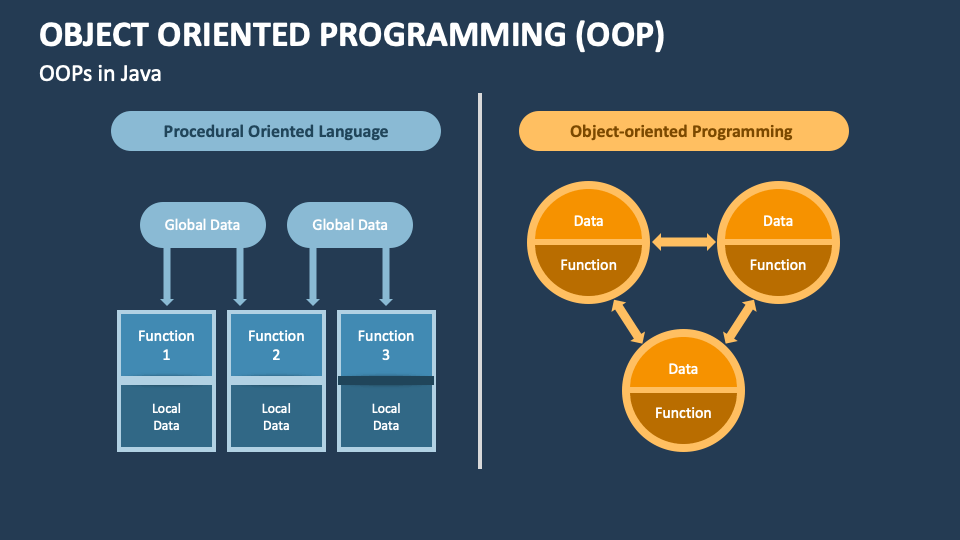 OBJECT ORIENTED PROGRAMMING (OOP)
OOPs in Java
Procedural Oriented Language
Global Data
Global Data
Function
1
Function
2
Function
3
Local
Data
Local
Data
Local
Data
Object-oriented Programming
Data
Function
Data
Function
Data
Function